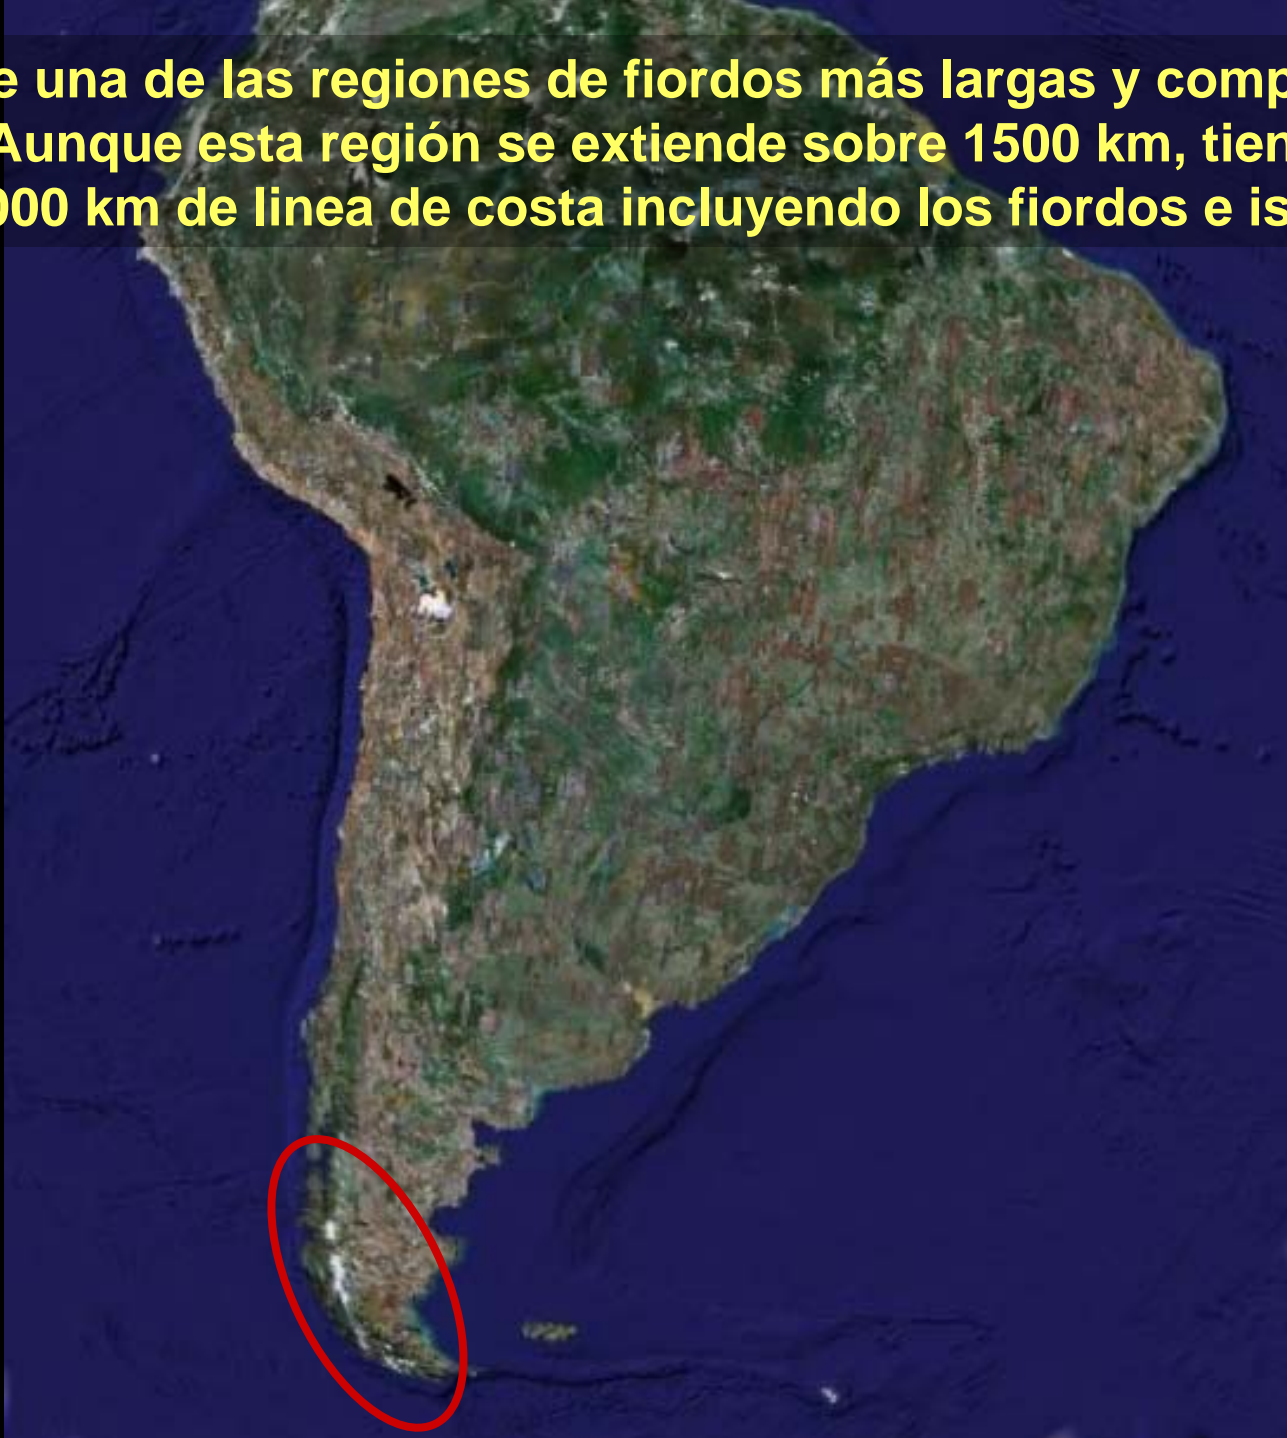 e una de las regiones de fiordos más largas y comp
Aunque esta región se extiende sobre 1500 km, tien
000 km de linea de costa incluyendo los fiordos e is